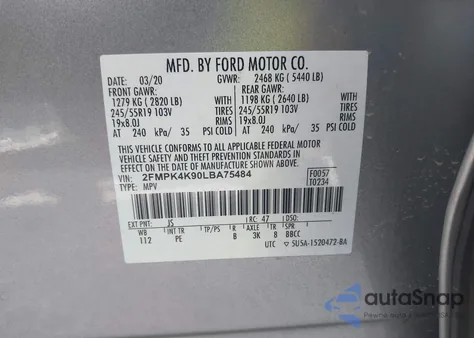 MFD. BY FORD MOTOR CO.
03/20 GVWR: 2468 KG ( 5440 LB)
FRONT GAWR: REAR GAWR:
1279 KG ( 2820 LB) 1198 KG ( 2640 LB)
245/55R19 103V TIRES 245/55R19 103V TIRES
19x8.0J RIMS 19x8.0J RIMS
AT 240 kPa/ 35 PSI COLD AT 240 kPa/ 35 PSI COLD
THIS VEHICLE CONFORMS TO ALL APPLICABLE FEDERAL MOTOR
VEHICLE SAFETY AND THEFT PREVENTION STANDARDS IN EFFECT ON
THE DATE OF MANUFACTURE SHOWN ABOVE.
VIN: 2FMPK4K90LBA75484 F0057
TYPE: MPV T0234
EXT PNT: JS RC: 47 DSO:
WB INT TR TP/PS R AXLE TR SPR
112 PE B 3K 8 BBCC
UTC 5U5A-1520472-BA
autoSnap